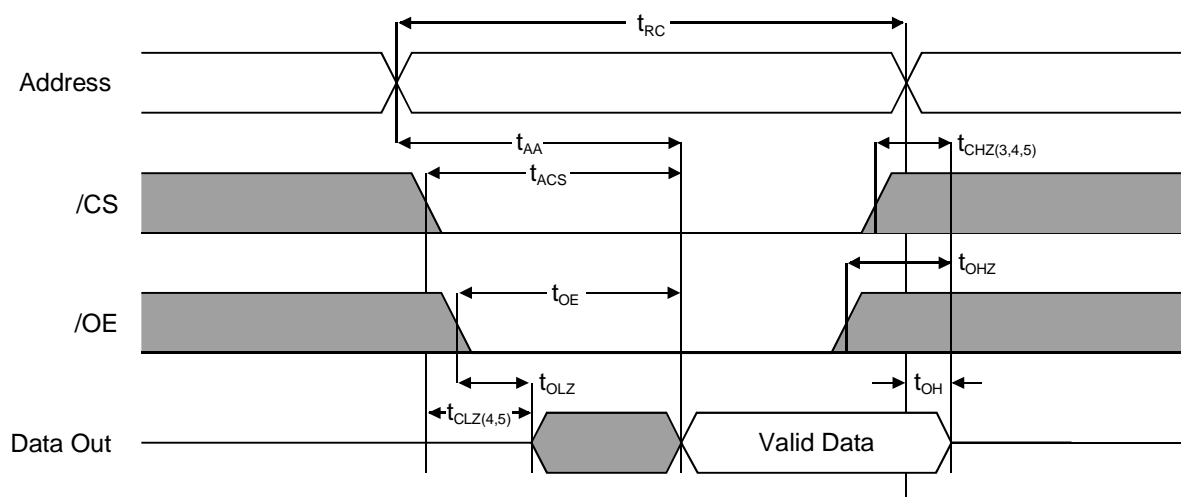 tRC
Address
tAA
tCHZ(3,4,5)
tACS
/CS
tOHZ
tOE
/OE
tOLZ
tOH
tCLZ(4,5)
Data Out
Valid Data